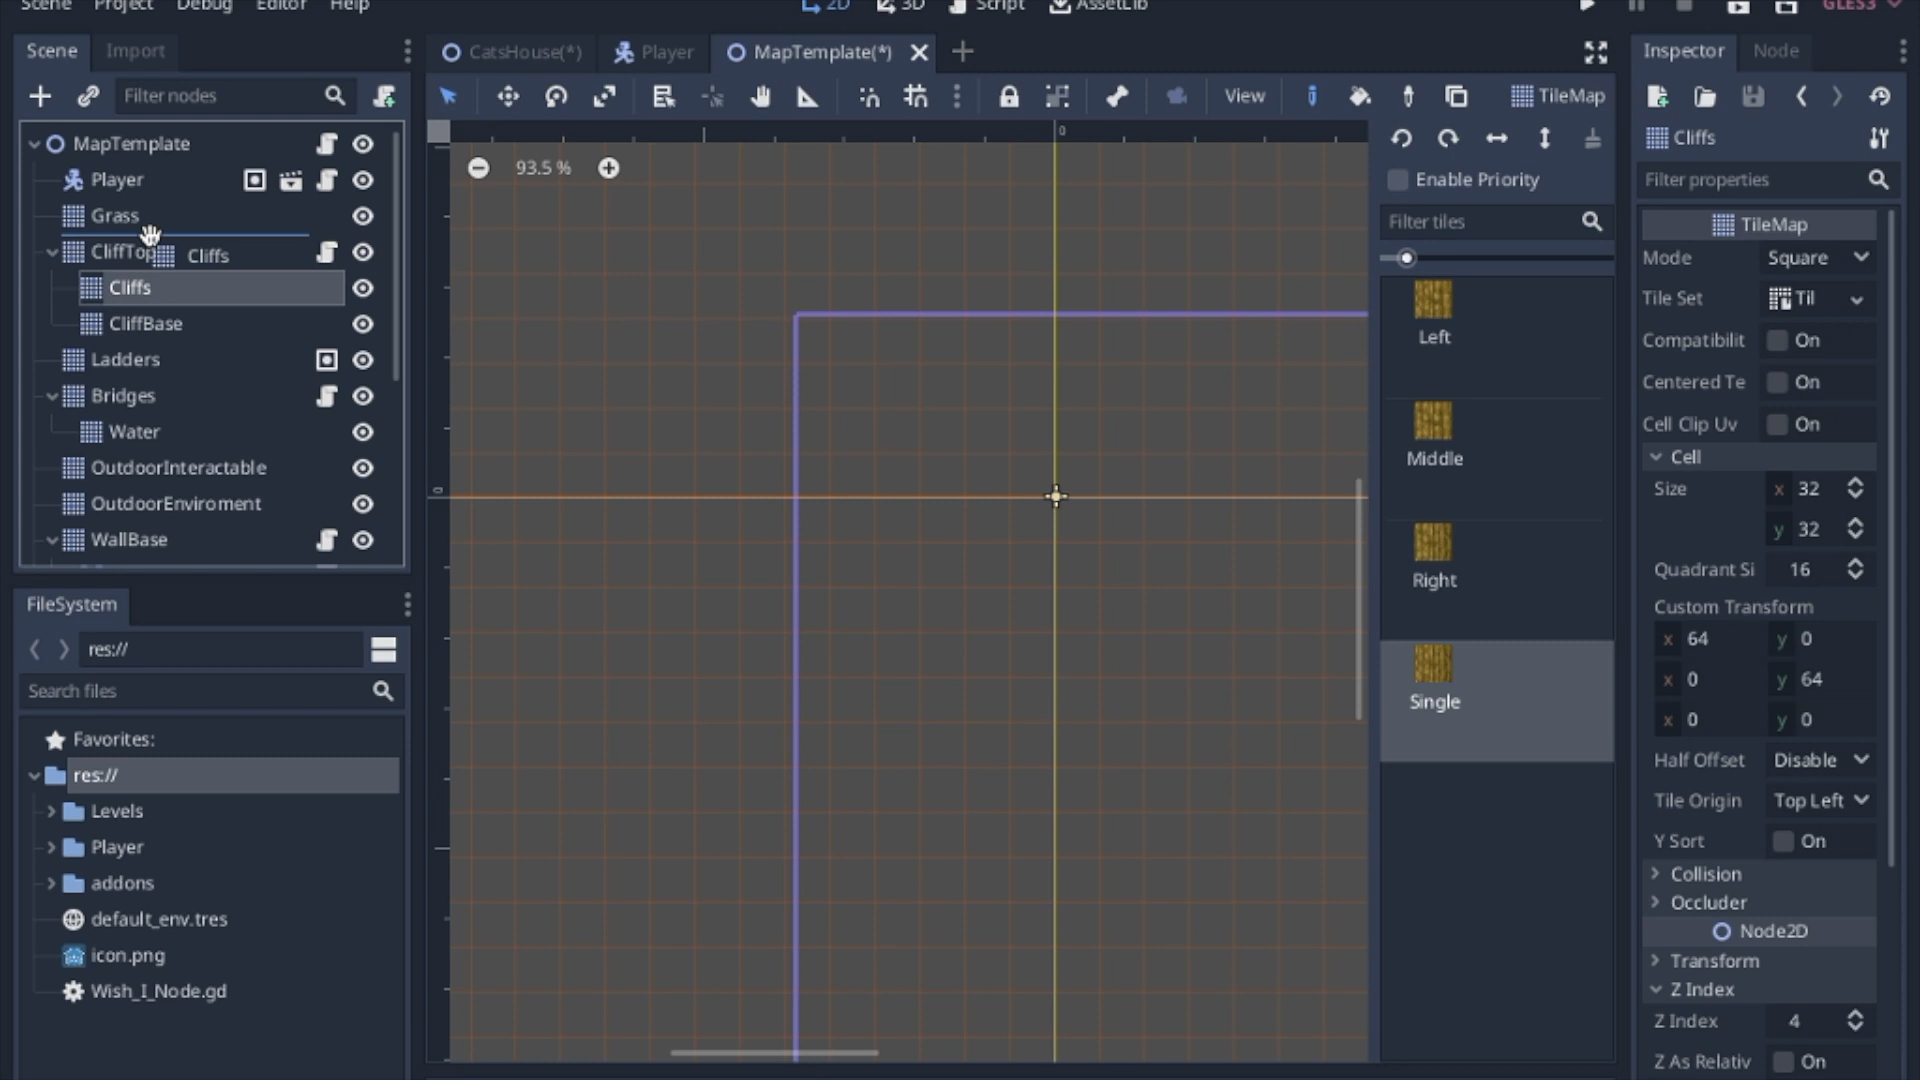 Scene Project Debug Editor Help 2D 3D Script AssetLib GLES3
Scene Import
Filter nodes
MapTemplate
Player
Grass
CliffTop
Cliffs
Cliffs
CliffBase
Ladders
Bridges
Water
OutdoorInteractable
OutdoorEnviroment
WallBase
FileSystem
res://
Search files
Favorites:
res://
Levels
Player
addons
default_env.tres
icon.png
Wish_I_Node.gd
CatsHouse(*) Player MapTemplate(*)
View TileMap
0
93.5 %
0
Enable Priority
Filter tiles
Left
Middle
Right
Single
Inspector Node
Cliffs
Filter properties
TileMap
Mode Square
Tile Set Til
Compatibilit On
Centered Te On
Cell Clip Uv On
Cell
Size x 32
y 32
Quadrant Si 16
Custom Transform
x 64 y 0
x 0 y 64
x 0 y 0
Half Offset Disable
Tile Origin Top Left
Y Sort On
Collision
Occluder
Node2D
Transform
Z Index
Z Index 4
Z As Relativ On